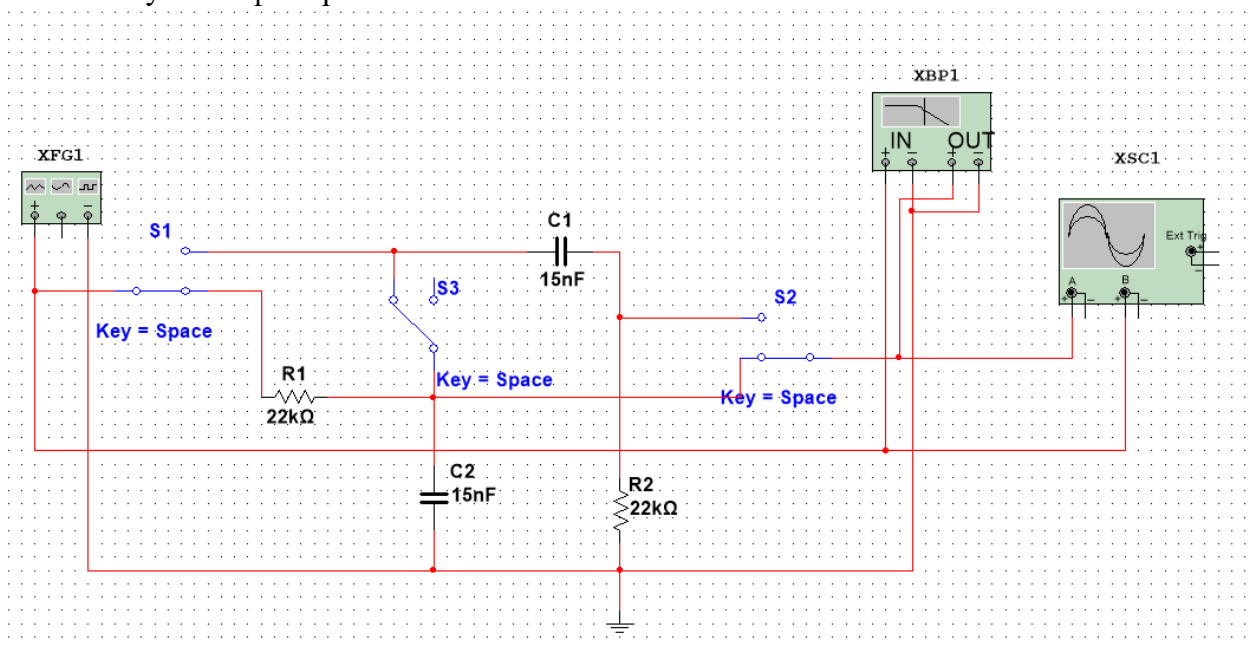 XBP1
IN OUT
+ − + −
XFG1
XSC1
+ −
Ext Trig
+
−
S1
C1
15nF
S3
S2
A B
+ − + −
Key = Space
Key = Space
Key = Space
R1
22kΩ
C2
15nF
R2
22kΩ